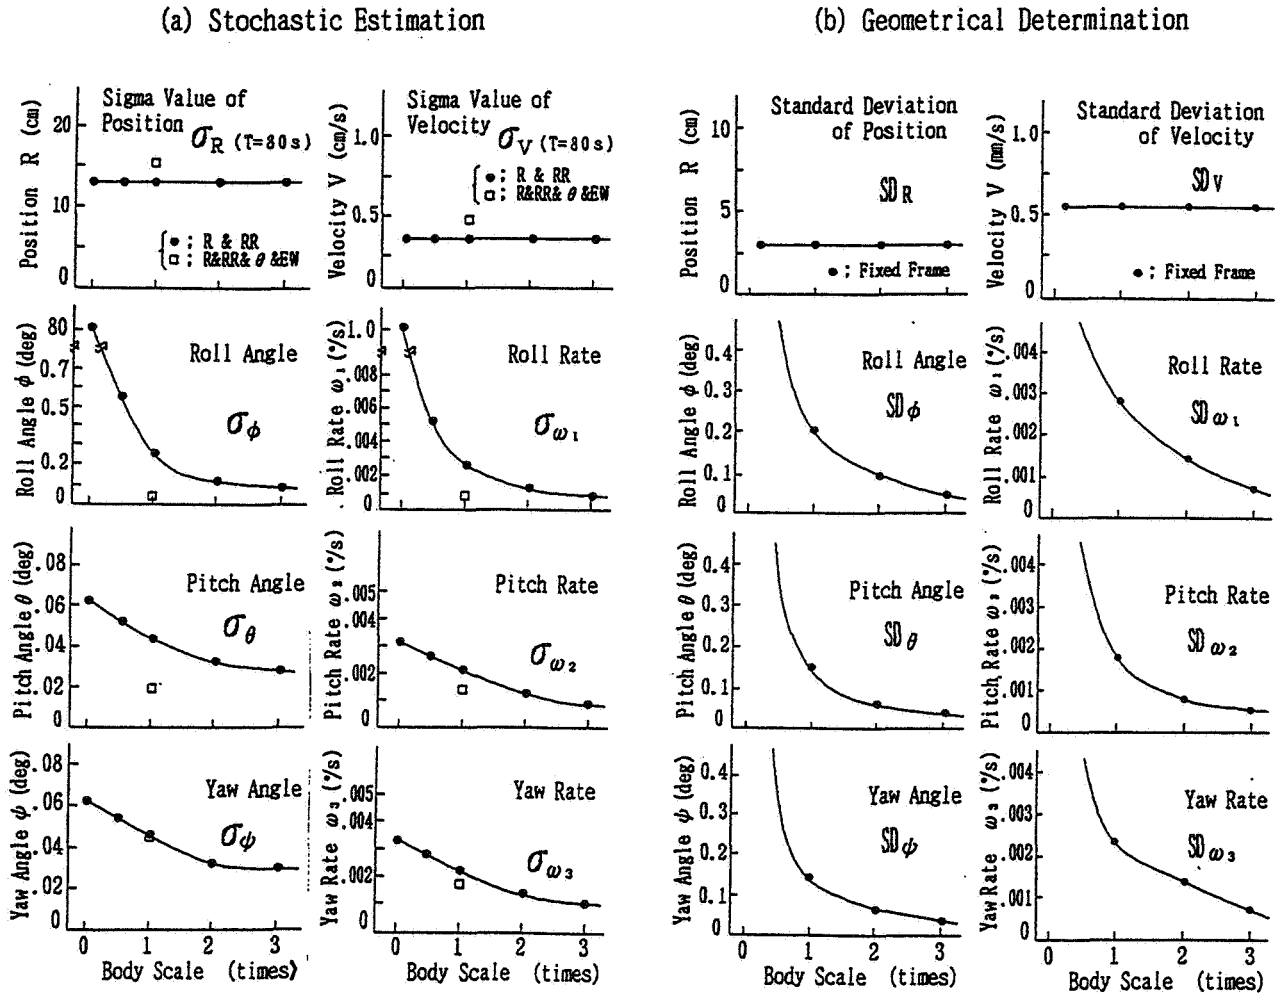 (a) Stochastic Estimation
(b) Geometrical Determination
Position R (cm)
20
10
0
Sigma Value of
Position σR (T=80s)
● ; R & RR
□ ; R&RR& θ &EW
Velocity V (cm/s)
1.0
0.5
0
Sigma Value of
Velocity σV (T=80s)
● ; R & RR
□ ; R&RR& θ &EW
Position R (cm)
10
5
0
Standard Deviation
of Position
SD R
● ; Fixed Frame
Velocity V (mm/s)
1.0
0.5
0
Standard Deviation
of Velocity
SD V
● ; Fixed Frame
Roll Angle φ (deg)
80
0.7
0.5
0.2
0
Roll Angle
σφ
Roll Rate ω₁ (°/s)
1.0
.008
.006
.004
.002
0
Roll Rate
σω₁
Roll Angle φ (deg)
0.4
0.3
0.2
0.1
0
Roll Angle
SD φ
Roll Rate ω₁ (°/s)
.004
.003
.002
.001
0
Roll Rate
SD ω₁
Pitch Angle θ (deg)
.08
.06
.04
.02
0
Pitch Angle
σθ
Pitch Rate ω₂ (°/s)
.005
.004
.002
0
Pitch Rate
σω₂
Pitch Angle θ (deg)
0.4
0.3
0.2
0.1
0
Pitch Angle
SD θ
Pitch Rate ω₂ (°/s)
.004
.003
.002
.001
0
Pitch Rate
SD ω₂
Yaw Angle ψ (deg)
.08
.06
.04
.02
0
Yaw Angle
σψ
0 1 2 3
Body Scale (times)
Yaw Rate ω₃ (°/s)
.005
.004
.002
0
Yaw Rate
σω₃
0 1 2 3
Body Scale (times)
Yaw Angle ψ (deg)
0.4
0.3
0.2
0.1
0
Yaw Angle
SD ψ
0 1 2 3
Body Scale (times)
Yaw Rate ω₃ (°/s)
.004
.003
.002
.001
0
Yaw Rate
SD ω₃
0 1 2 3
Body Scale (times)